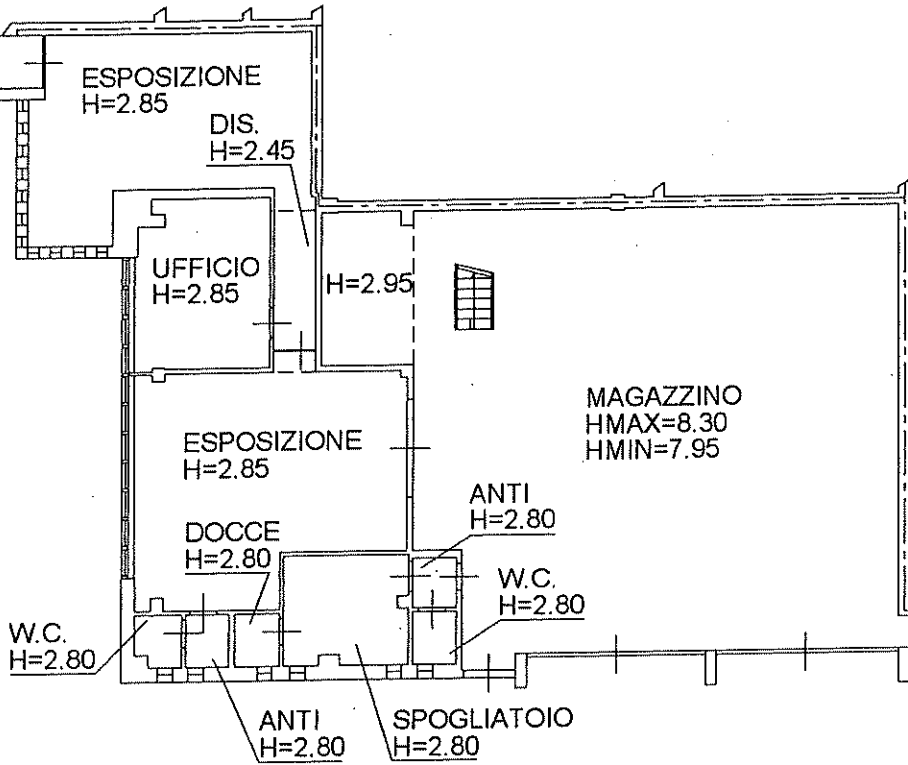 ESPOSIZIONE
H=2.85
DIS.
H=2.45
UFFICIO
H=2.85
H=2.95
MAGAZZINO
HMAX=8.30
HMIN=7.95
ESPOSIZIONE
H=2.85
ANTI
H=2.80
DOCCE
H=2.80
W.C.
H=2.80
W.C.
H=2.80
ANTI
H=2.80
SPOGLIATOIO
H=2.80